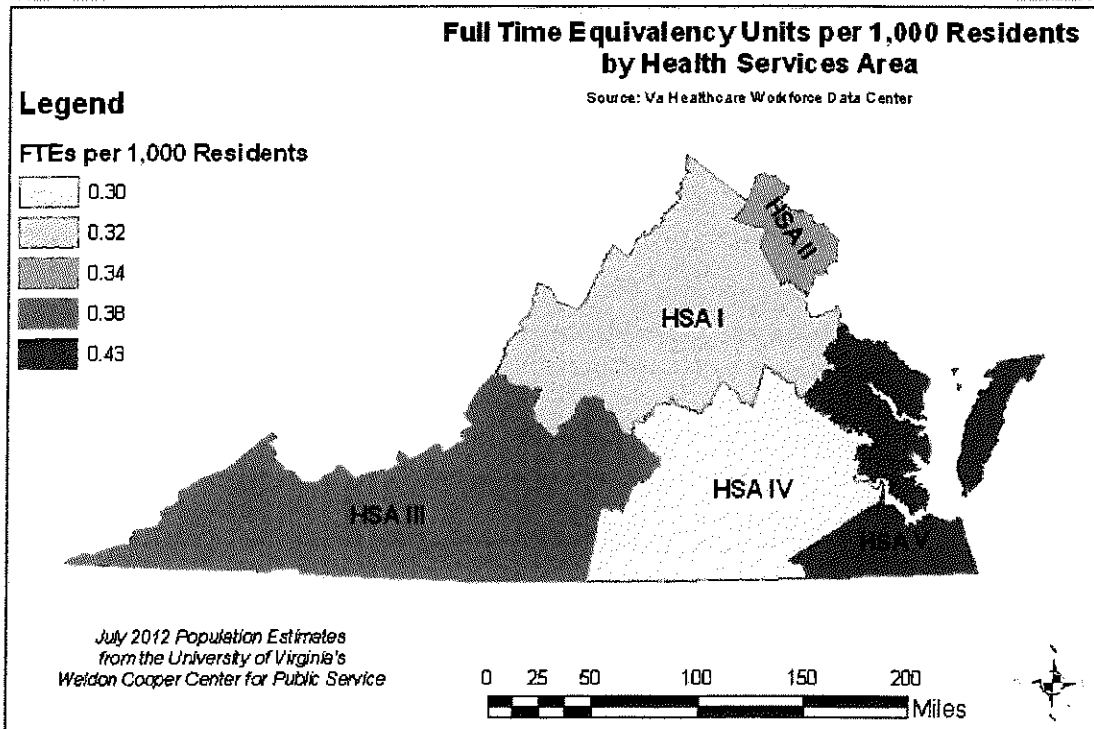 Full Time Equivalency Units per 1,000 Residents
by Health Services Area
Source: Va Healthcare Workforce Data Center
Legend
FTEs per 1,000 Residents
0.30
0.32
0.34
0.38
0.43
HSA II
HSA I
HSA IV
HSA III
HSA V
July 2012 Population Estimates
from the University of Virginia's
Weldon Cooper Center for Public Service
0 25 50 100 150 200
Miles